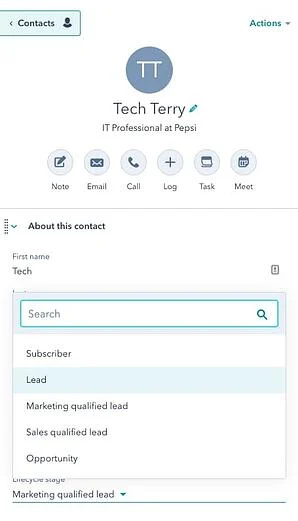 Contacts
Actions
TT
Tech Terry
IT Professional at Pepsi
Note Email Call Log Task Meet
About this contact
First name
Tech
Search
Subscriber
Lead
Marketing qualified lead
Sales qualified lead
Opportunity
Lifecycle stage
Marketing qualified lead